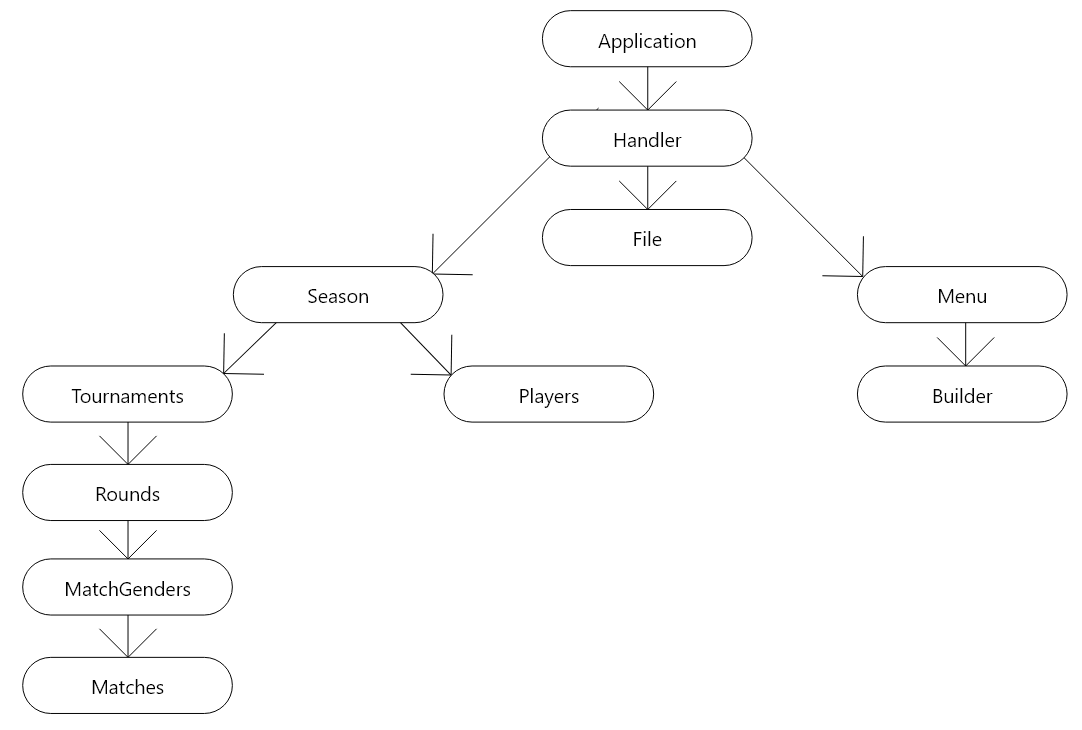 Application
Handler
File
Season
Menu
Tournaments
Players
Builder
Rounds
MatchGenders
Matches